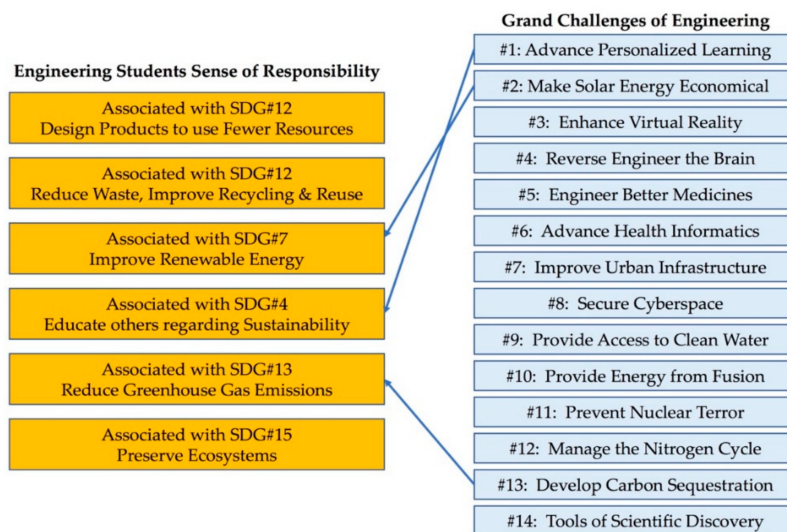 Engineering Students Sense of Responsibility
Associated with SDG#12
Design Products to use Fewer Resources
Associated with SDG#12
Reduce Waste, Improve Recycling & Reuse
Associated with SDG#7
Improve Renewable Energy
Associated with SDG#4
Educate others regarding Sustainability
Associated with SDG#13
Reduce Greenhouse Gas Emissions
Associated with SDG#15
Preserve Ecosystems
Grand Challenges of Engineering
#1: Advance Personalized Learning
#2: Make Solar Energy Economical
#3: Enhance Virtual Reality
#4: Reverse Engineer the Brain
#5: Engineer Better Medicines
#6: Advance Health Informatics
#7: Improve Urban Infrastructure
#8: Secure Cyberspace
#9: Provide Access to Clean Water
#10: Provide Energy from Fusion
#11: Prevent Nuclear Terror
#12: Manage the Nitrogen Cycle
#13: Develop Carbon Sequestration
#14: Tools of Scientific Discovery